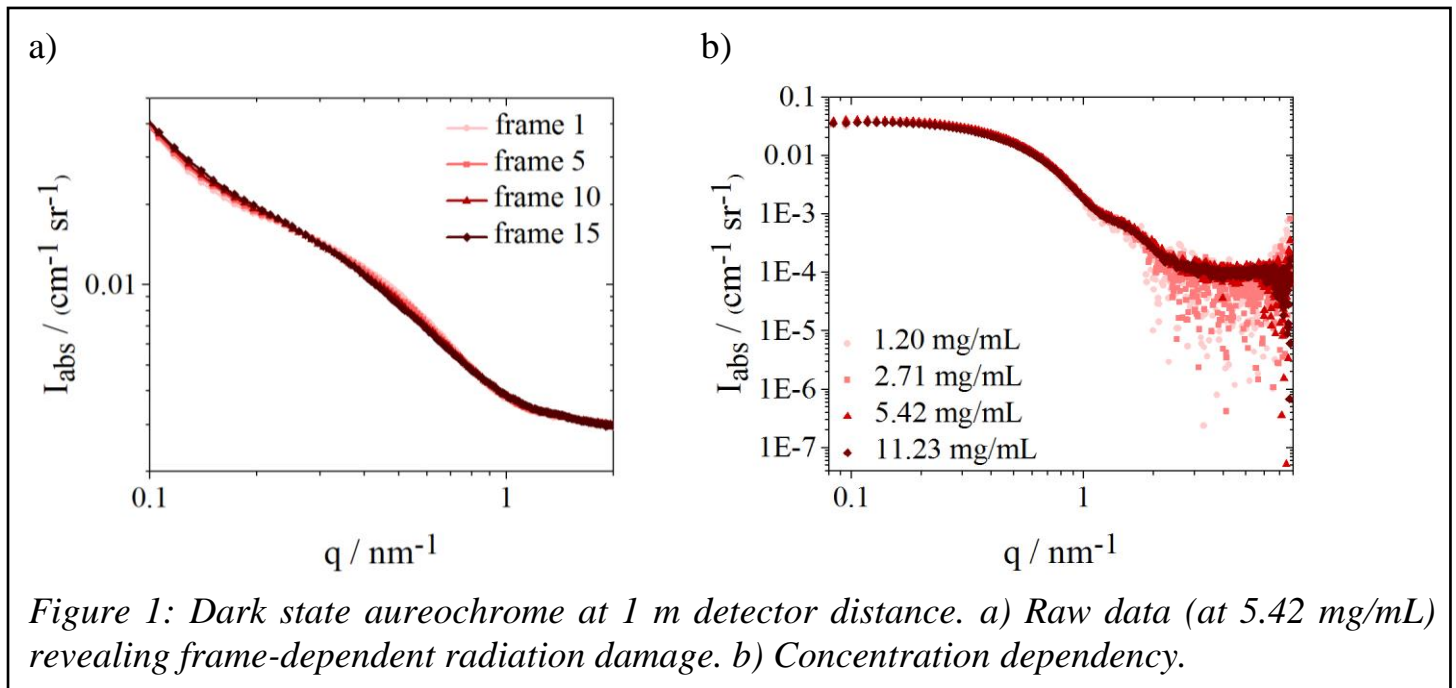 a)
frame 1
frame 5
frame 10
frame 15
0.01
I_abs / (cm⁻¹ sr⁻¹)
0.1
1
q / nm⁻¹
b)
0.1
0.01
1E-3
1E-4
1E-5
1E-6
1E-7
I_abs / (cm⁻¹ sr⁻¹)
1.20 mg/mL
2.71 mg/mL
5.42 mg/mL
11.23 mg/mL
0.1
1
q / nm⁻¹
Figure 1: Dark state aureochrome at 1 m detector distance. a) Raw data (at 5.42 mg/mL)
revealing frame-dependent radiation damage. b) Concentration dependency.